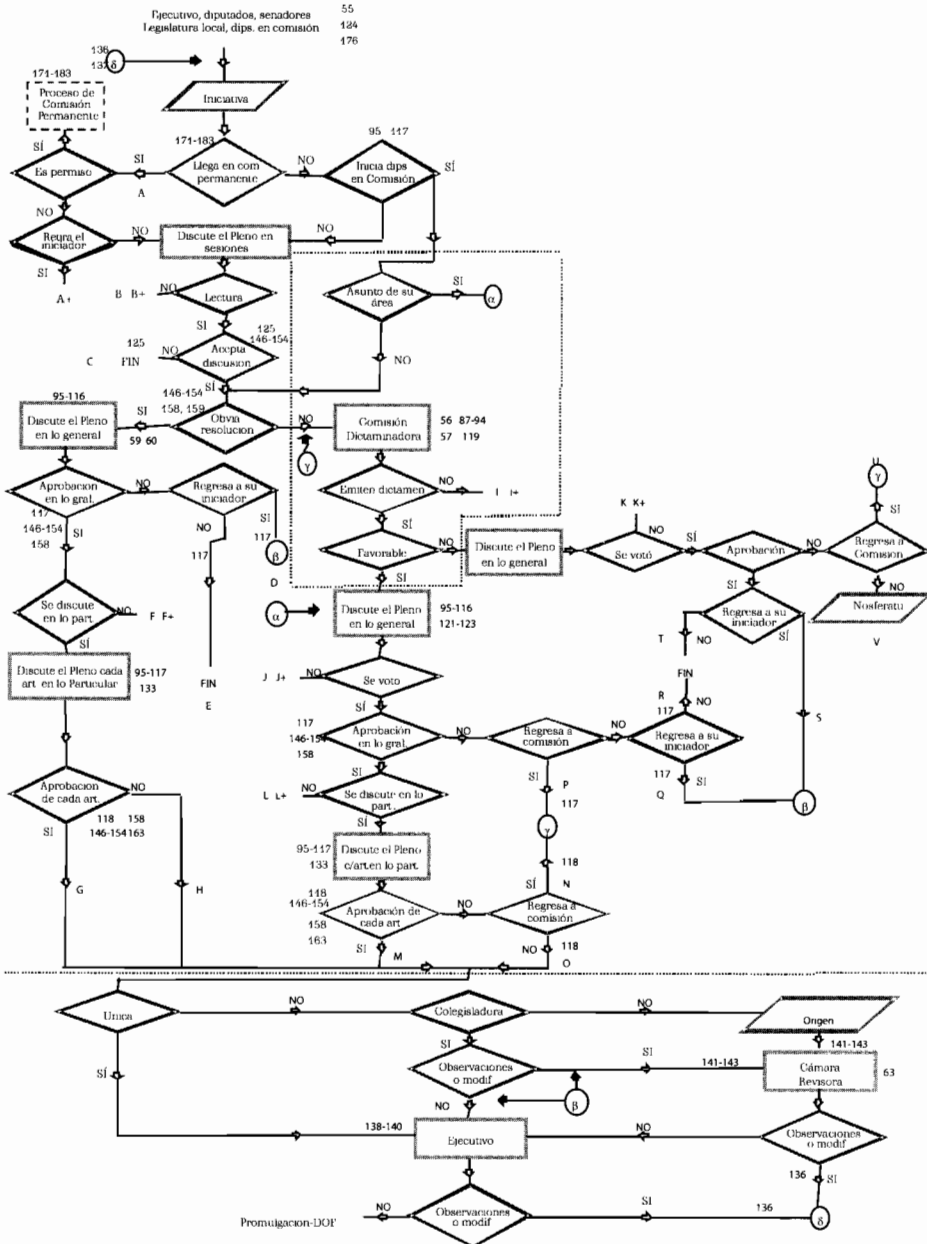 Ejecutivo, diputados, senadores 55
Legislatura local, dips. en comisión 124
176
136
δ
171-183
Proceso de
Comisión
Permanente
Iniciativa
171-183
95 117
SÍ
SI
NO
SÍ
Es permiso
Llega en com
permanente
Inicia dips
en Comisión
A
NO
NO
NO
Retira el
iniciador
Discute el Pleno en
sesiones
SI
A+
B B+
NO
Lectura
Asunto de su
área
SI
α
SI
125
146-154
125
C FIN
NO
Acepta
discusion
NO
SÍ
95-116
146-154
158, 159
Discute el Pleno
en lo general
SI
59 60
Obvia
resolucion
NO
γ
Comisión
Dictaminadora
56 87-94
57 119
Aprobacion
en lo gral.
NO
Regresa a su
iniciador
Emiten dictamen
NO
I I+
K K+
U
γ
117
146-154
158
SI
NO
117
SI
117
β
D
SÍ
Favorable
NO
Discute el Pleno
en lo general
NO
Se votó
SÍ
Aprobación
NO
SI
Regresa a
Comision
SI
NO
Nosferatu
V
SI
Se discute
en lo part.
NO
F F+
α
Discute el Pleno
en lo general
95-116
121-123
Regresa a su
iniciador
SÍ
T
NO
SÍ
Discute el Pleno cada
art. en lo Particular
95-117
133
FIN
E
J J+
NO
Se voto
FIN
R
NO
117
S
SÍ
117
146-154
158
Aprobación
en lo gral.
NO
Regresa a
comisión
NO
Regresa a su
iniciador
Aprobacion
de cada art.
NO
SI
SI
P
117
117
SI
Q
β
118 158
SI
146-154 163
L L+
NO
Se discute en lo
part.
SÍ
γ
G
H
95-117
133
Discute el Pleno
c/art.en lo part.
118
SÍ
N
118
146-154
158
163
Aprobación de
cada art
NO
Regresa a
comisión
SI
M
NO
118
O
Unica
NO
Colegisladora
NO
Origen
SI
141-143
SÍ
Observaciones
o modif
SI
141-143
Cámara
Revisora
63
NO
β
138-140
Ejecutivo
NO
Observaciones
o modif
136
SI
Promulgacion-DOF
NO
Observaciones
o modif
SI
136
δ